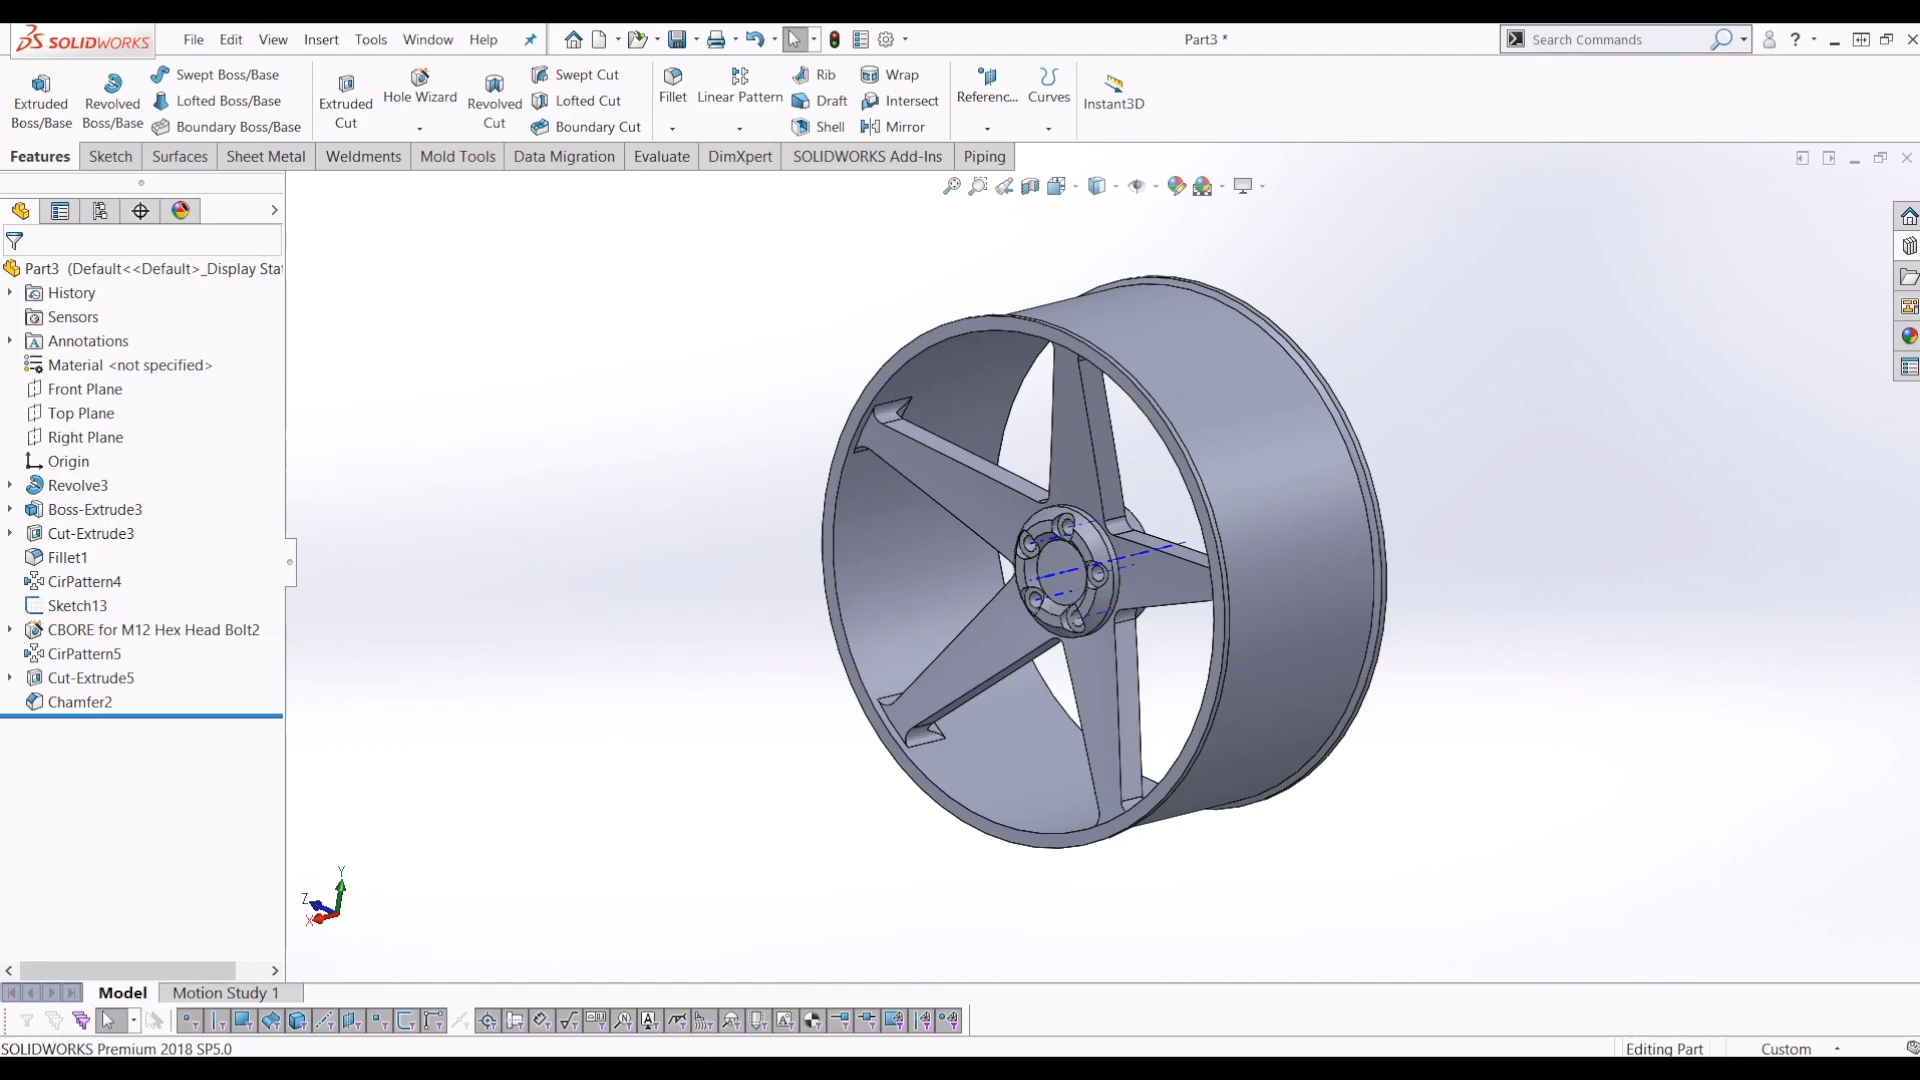 SOLIDWORKS File Edit View Insert Tools Window Help Part3 * Search Commands
Extruded Boss/Base
Revolved Boss/Base
Swept Boss/Base
Lofted Boss/Base
Boundary Boss/Base
Extruded Cut
Hole Wizard
Revolved Cut
Swept Cut
Lofted Cut
Boundary Cut
Fillet
Linear Pattern
Rib
Draft
Shell
Wrap
Intersect
Mirror
Referenc...
Curves
Instant3D
Features Sketch Surfaces Sheet Metal Weldments Mold Tools Data Migration Evaluate DimXpert SOLIDWORKS Add-Ins Piping
Part3 (Default<<Default>_Display Sta
History
Sensors
Annotations
Material <not specified>
Front Plane
Top Plane
Right Plane
Origin
Revolve3
Boss-Extrude3
Cut-Extrude3
Fillet1
CirPattern4
Sketch13
CBORE for M12 Hex Head Bolt2
CirPattern5
Cut-Extrude5
Chamfer2
Y
Z
X
Model Motion Study 1
SOLIDWORKS Premium 2018 SP5.0 Editing Part Custom